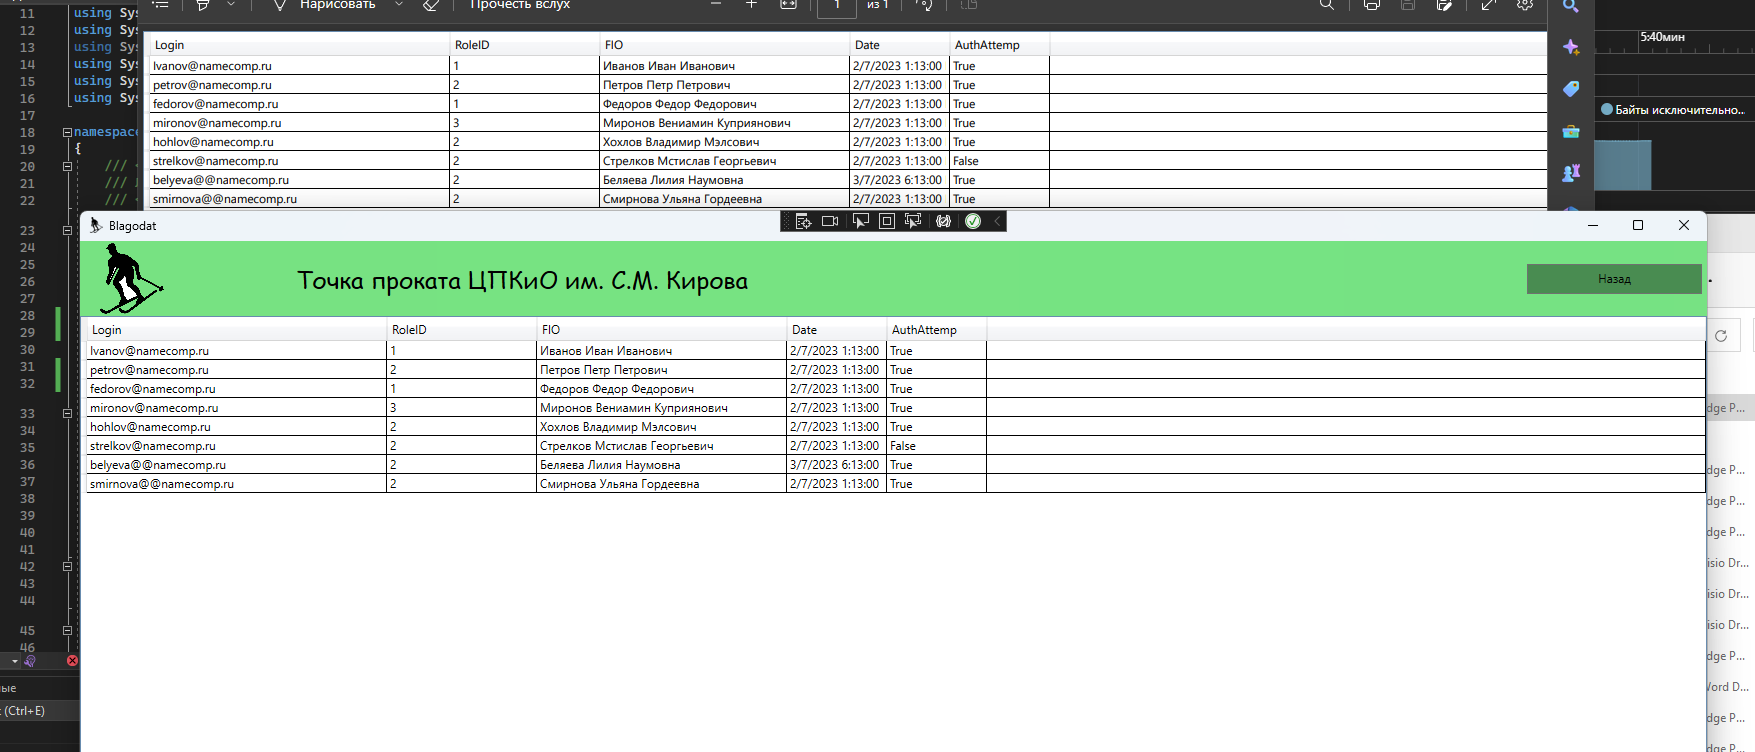 Нарисовать Прочесть вслух 1 из 1
11 using Sys
12 using Sys
13 using Sys
14 using Sys
15 using Sys
16 using Sys
17
18 namespace
19 {
20 ///
21 ///
22 ///
23
24
25
26
27
28
29
30
31
32
33
34
35
36
37
38
39
40
41
42
43
44
45
46
5:40мин
Байты исключительно...
Login RoleID FIO Date AuthAttemp
Ivanov@namecomp.ru 1 Иванов Иван Иванович 2/7/2023 1:13:00 True
petrov@namecomp.ru 2 Петров Петр Петрович 2/7/2023 1:13:00 True
fedorov@namecomp.ru 1 Федоров Федор Федорович 2/7/2023 1:13:00 True
mironov@namecomp.ru 3 Миронов Вениамин Куприянович 2/7/2023 1:13:00 True
hohlov@namecomp.ru 2 Хохлов Владимир Мэлсович 2/7/2023 1:13:00 True
strelkov@namecomp.ru 2 Стрелков Мстислав Георгьевич 2/7/2023 1:13:00 False
belyeva@@namecomp.ru 2 Беляева Лилия Наумовна 3/7/2023 6:13:00 True
smirnova@@namecomp.ru 2 Смирнова Ульяна Гордеевна 2/7/2023 1:13:00 True
Blagodat
Точка проката ЦПКиО им. С.М. Кирова
Назад
Login RoleID FIO Date AuthAttemp
Ivanov@namecomp.ru 1 Иванов Иван Иванович 2/7/2023 1:13:00 True
petrov@namecomp.ru 2 Петров Петр Петрович 2/7/2023 1:13:00 True
fedorov@namecomp.ru 1 Федоров Федор Федорович 2/7/2023 1:13:00 True
mironov@namecomp.ru 3 Миронов Вениамин Куприянович 2/7/2023 1:13:00 True
hohlov@namecomp.ru 2 Хохлов Владимир Мэлсович 2/7/2023 1:13:00 True
strelkov@namecomp.ru 2 Стрелков Мстислав Георгьевич 2/7/2023 1:13:00 False
belyeva@@namecomp.ru 2 Беляева Лилия Наумовна 3/7/2023 6:13:00 True
smirnova@@namecomp.ru 2 Смирнова Ульяна Гордеевна 2/7/2023 1:13:00 True
dge P...
dge P...
dge P...
dge P...
isio Dr...
isio Dr...
isio Dr...
dge P...
Word D...
dge P...
dge P...
ые
(Ctrl+E)